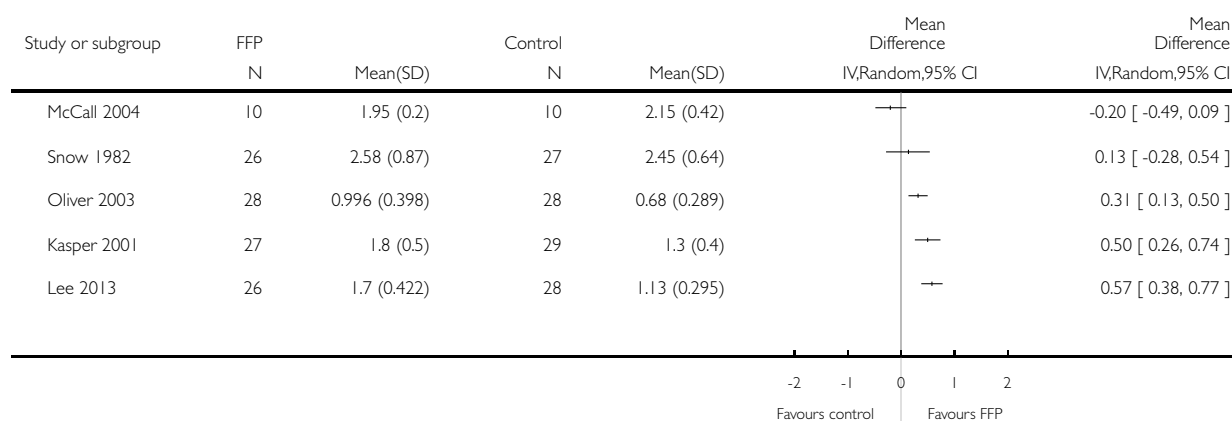 Study or subgroup FFP Control Mean Difference Mean Difference
N Mean(SD) N Mean(SD) IV,Random,95% CI IV,Random,95% CI
McCall 2004 10 1.95 (0.2) 10 2.15 (0.42) -0.20 [ -0.49, 0.09 ]
Snow 1982 26 2.58 (0.87) 27 2.45 (0.64) 0.13 [ -0.28, 0.54 ]
Oliver 2003 28 0.996 (0.398) 28 0.68 (0.289) 0.31 [ 0.13, 0.50 ]
Kasper 2001 27 1.8 (0.5) 29 1.3 (0.4) 0.50 [ 0.26, 0.74 ]
Lee 2013 26 1.7 (0.422) 28 1.13 (0.295) 0.57 [ 0.38, 0.77 ]
-2 -1 0 1 2
Favours control Favours FFP